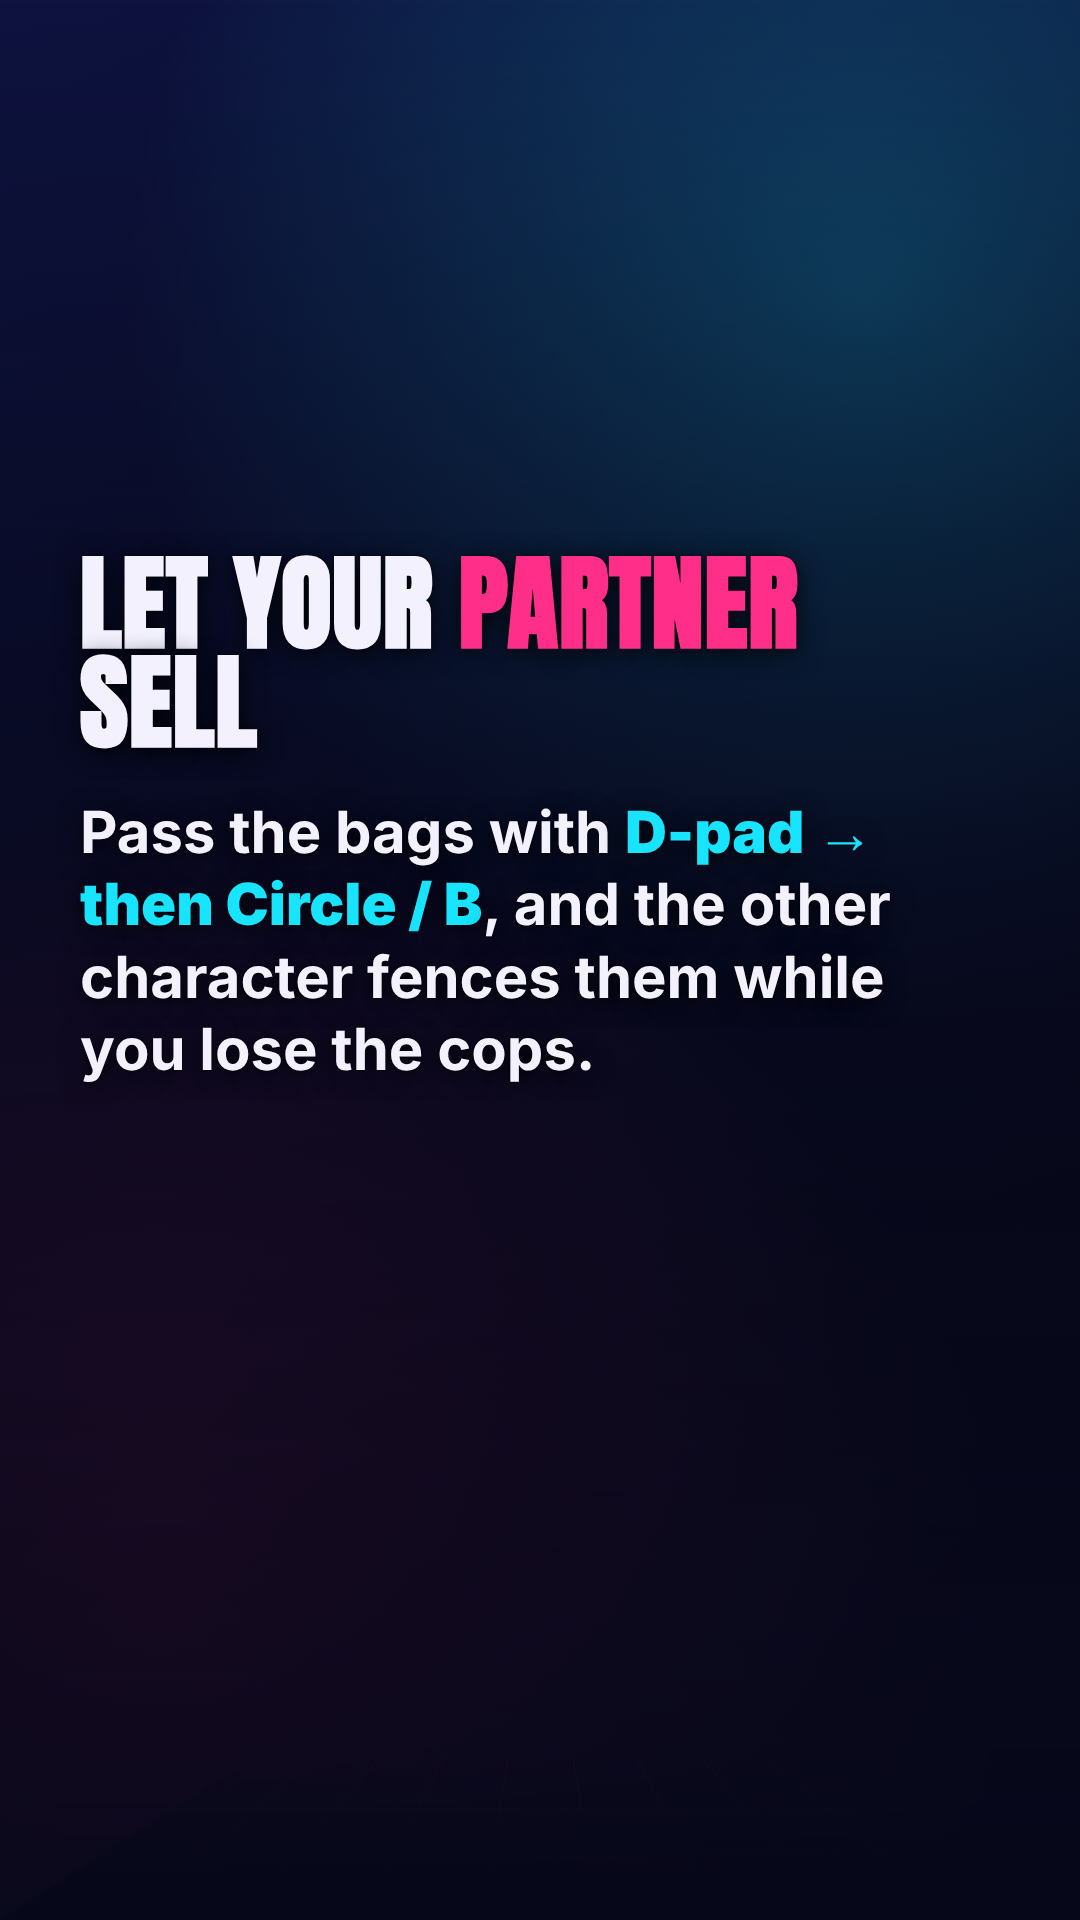 LET YOUR PARTNER
SELL
Pass the bags with D-pad →
then Circle / B, and the other
character fences them while
you lose the cops.